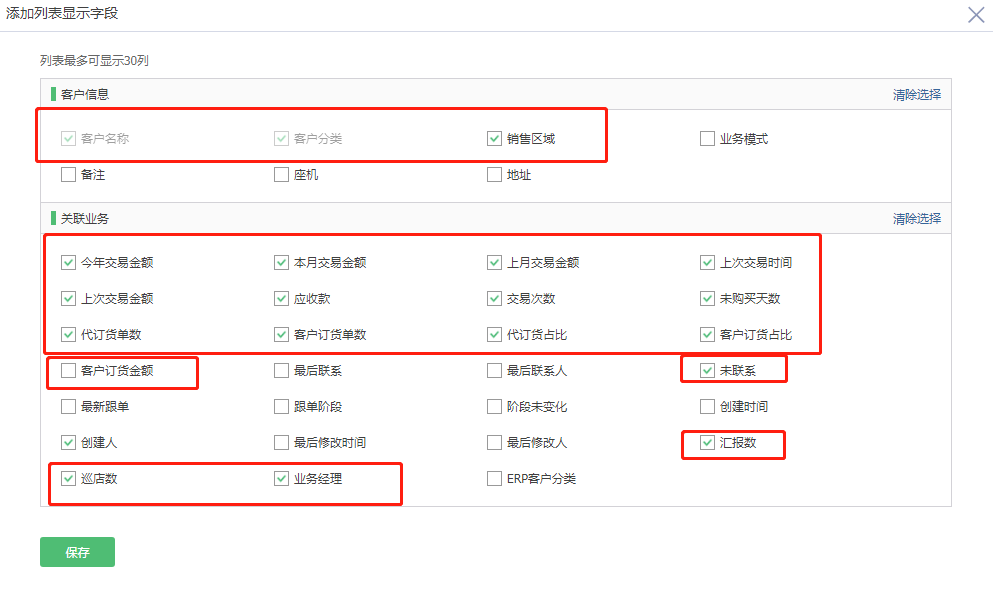 添加列表显示字段
列表最多可显示30列
客户信息 清除选择
客户名称 客户分类 销售区域 业务模式
备注 座机 地址
关联业务 清除选择
今年交易金额 本月交易金额 上月交易金额 上次交易时间
上次交易金额 应收款 交易次数 未购买天数
代订货单数 客户订货单数 代订货占比 客户订货占比
客户订货金额 最后联系 最后联系人 未联系
最新跟单 跟单阶段 阶段未变化 创建时间
创建人 最后修改时间 最后修改人 汇报数
巡店数 业务经理 ERP客户分类
保存